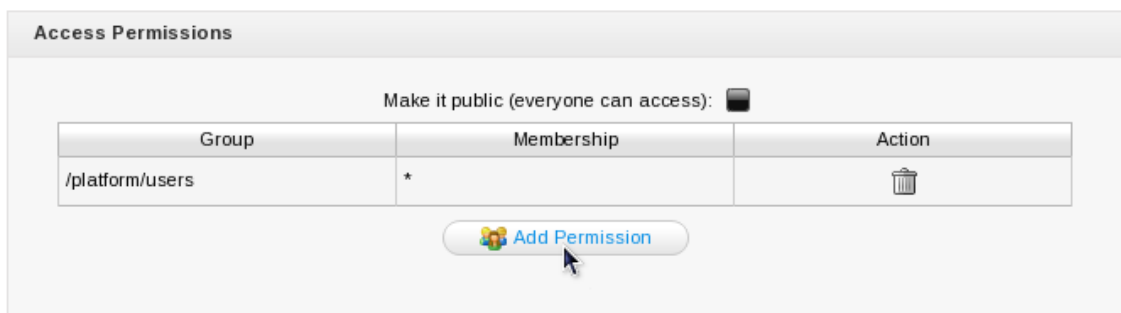 Access Permissions
Make it public (everyone can access):
Group Membership Action
/platform/users *
Add Permission